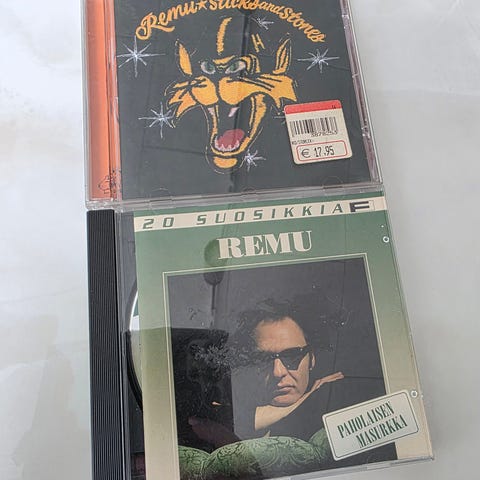 Remu★Sticks and Stones
€ 17.95
20 SUOSIKKIA F
REMU
PAHOLAISEN
MASURKKA